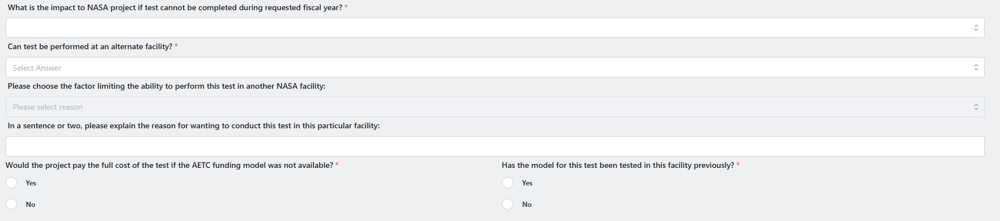 What is the impact to NASA project if test cannot be completed during requested fiscal year? *
Can test be performed at an alternate facility? *
Select Answer
Please choose the factor limiting the ability to perform this test in another NASA facility:
Please select reason
In a sentence or two, please explain the reason for wanting to conduct this test in this particular facility:
Would the project pay the full cost of the test if the AETC funding model was not available? *
Yes
No
Has the model for this test been tested in this facility previously? *
Yes
No